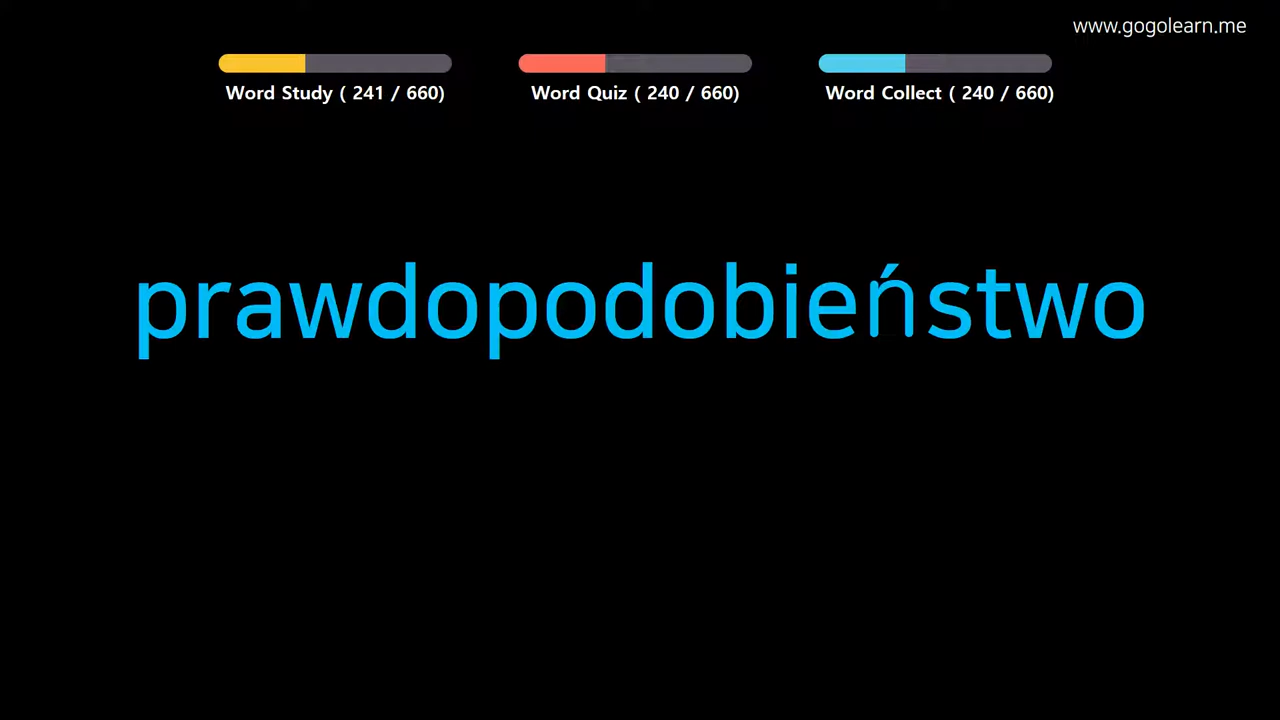 www.gogolearn.me
Word Study ( 241 / 660)
Word Quiz ( 240 / 660)
Word Collect ( 240 / 660)
prawdopodobieństwo